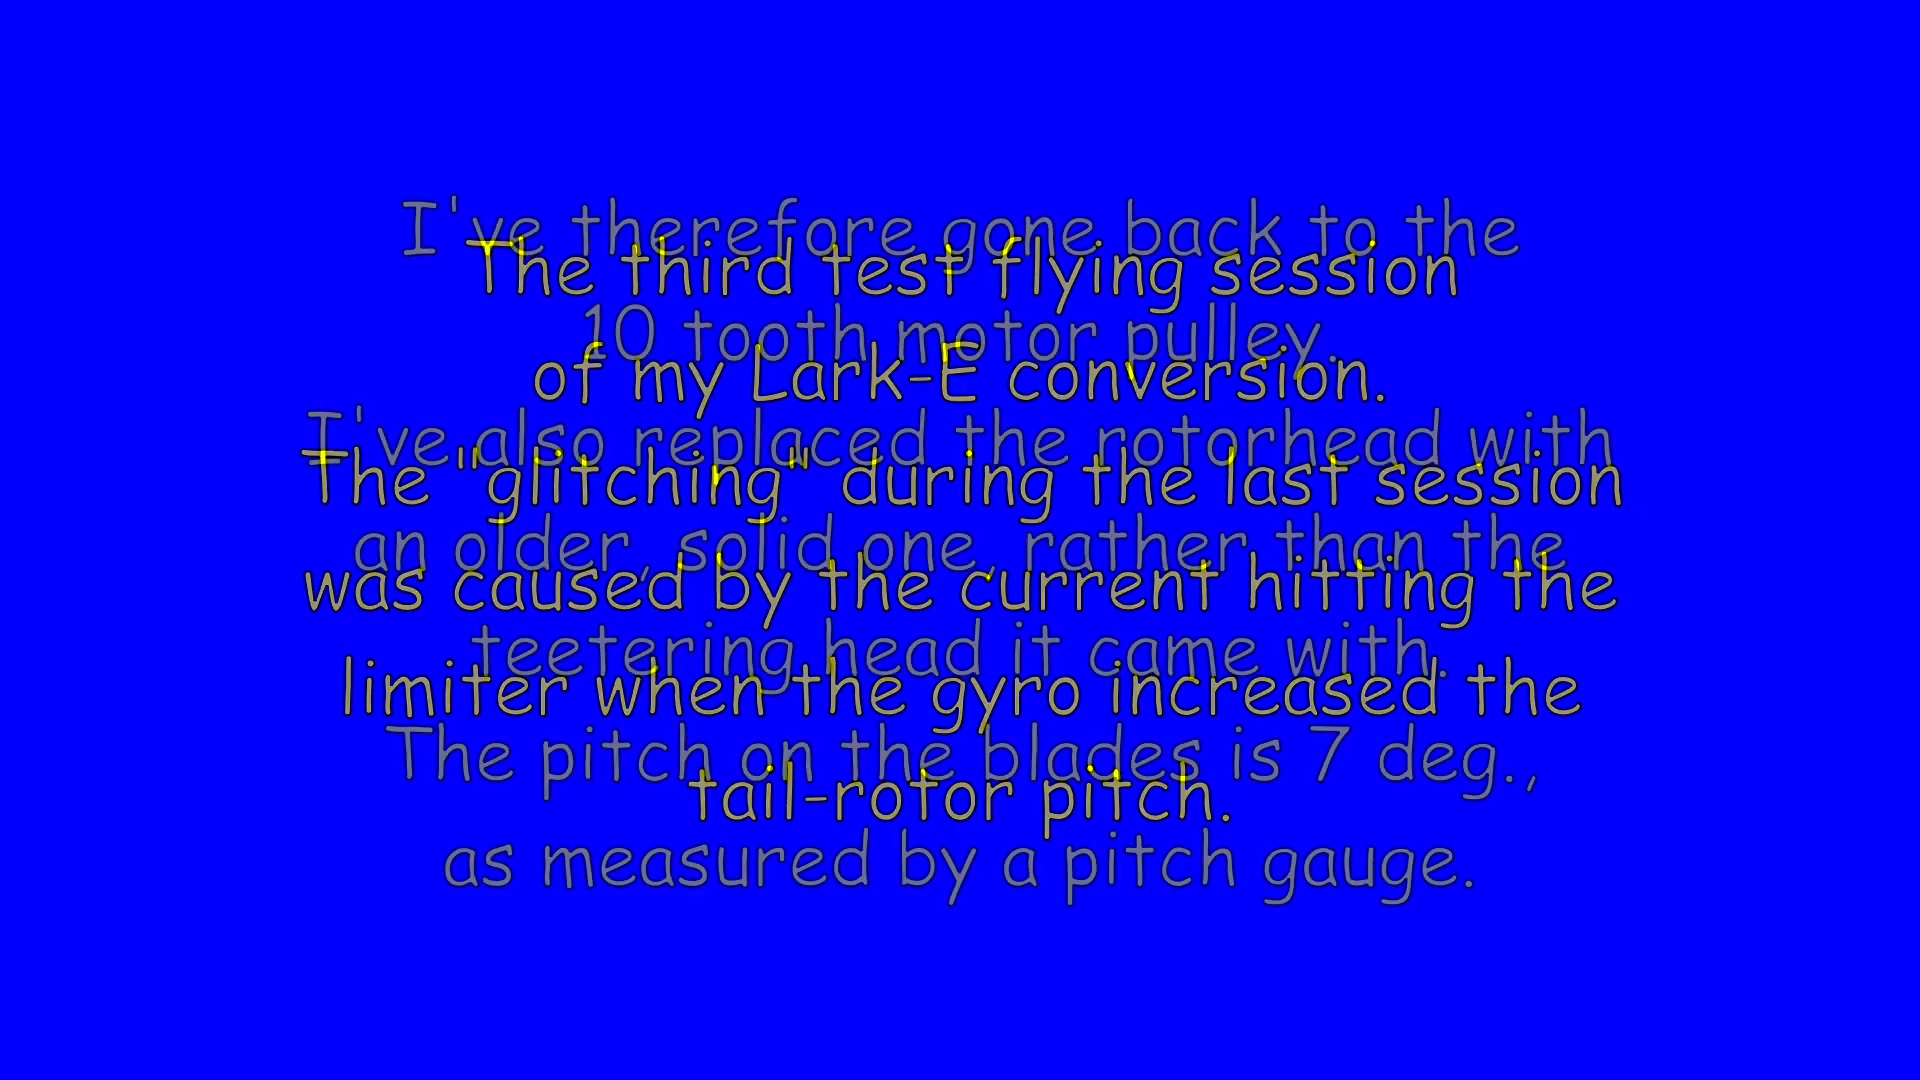 The third test flying session
of my Lark-E conversion.
The "glitching" during the last session
was caused by the current hitting the
limiter when the gyro increased the
tail-rotor pitch.
I've therefore gone back to the
10 tooth motor pulley.
I've also replaced the rotorhead with
an older, solid one, rather than the
teetering head it came with.
The pitch on the blades is 7 deg.,
as measured by a pitch gauge.